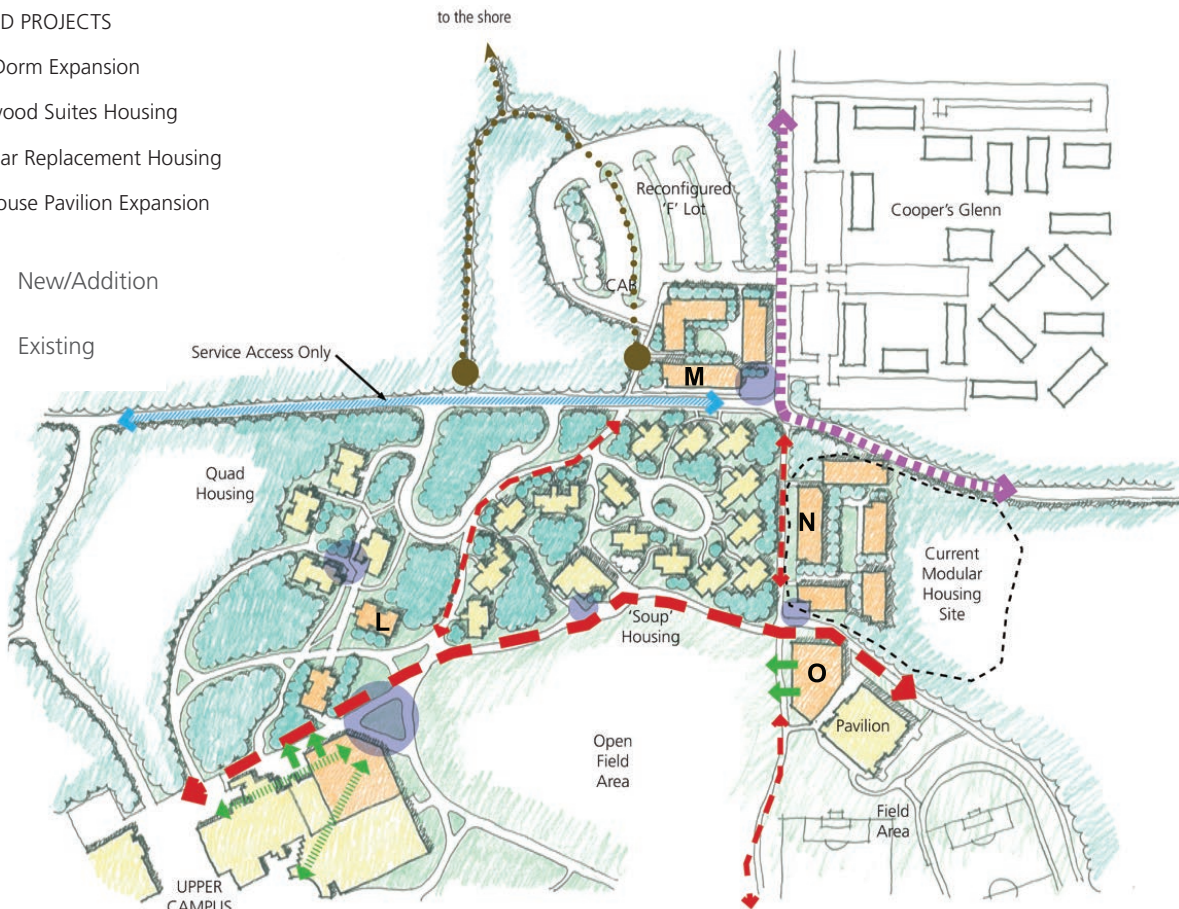 D PROJECTS
Dorm Expansion
ood Suites Housing
ar Replacement Housing
ouse Pavilion Expansion
New/Addition
Existing
to the shore
Reconfigured
'F' Lot
Cooper's Glenn
CAB
Service Access Only
M
Quad
Housing
N
Current
Modular
Housing
Site
L
'Soup'
Housing
O
Pavilion
Open
Field
Area
Field
Area
UPPER
CAMPUS